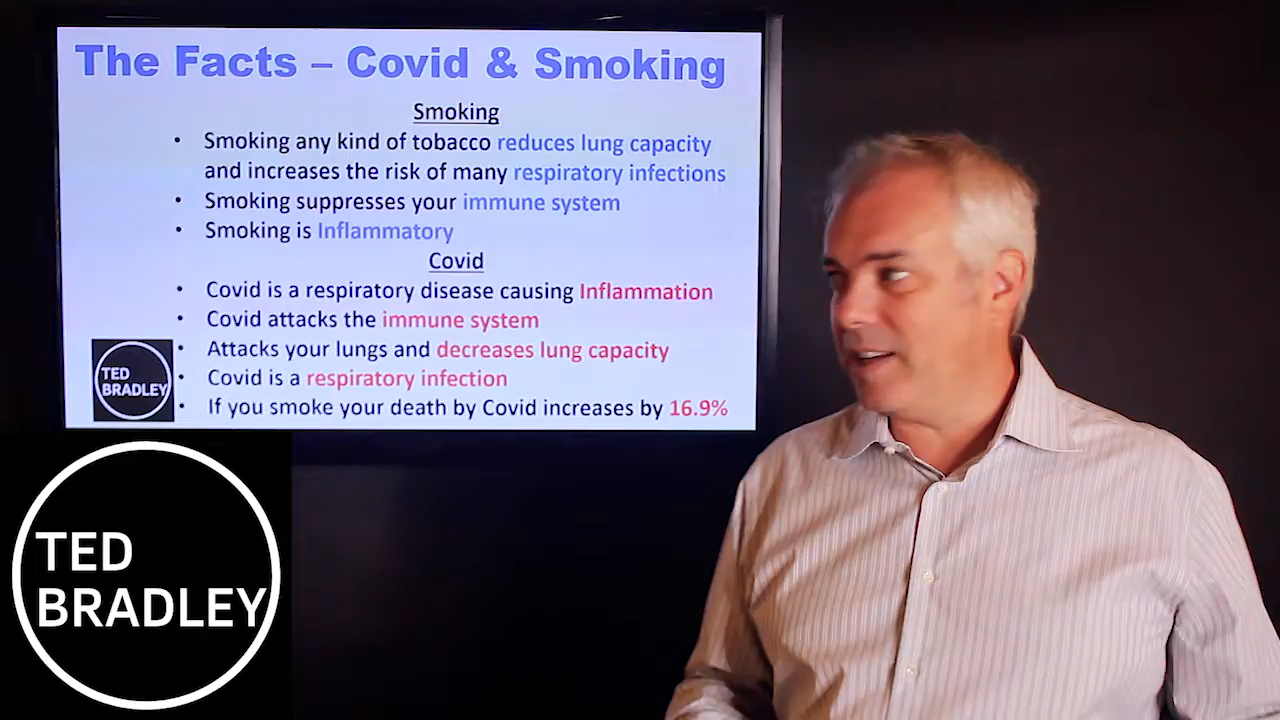 The Facts – Covid & Smoking
Smoking
• Smoking any kind of tobacco reduces lung capacity
and increases the risk of many respiratory infections
• Smoking suppresses your immune system
• Smoking is Inflammatory
Covid
• Covid is a respiratory disease causing Inflammation
• Covid attacks the immune system
• Attacks your lungs and decreases lung capacity
• Covid is a respiratory infection
• If you smoke your death by Covid increases by 16.9%
TED
BRADLEY
TED
BRADLEY